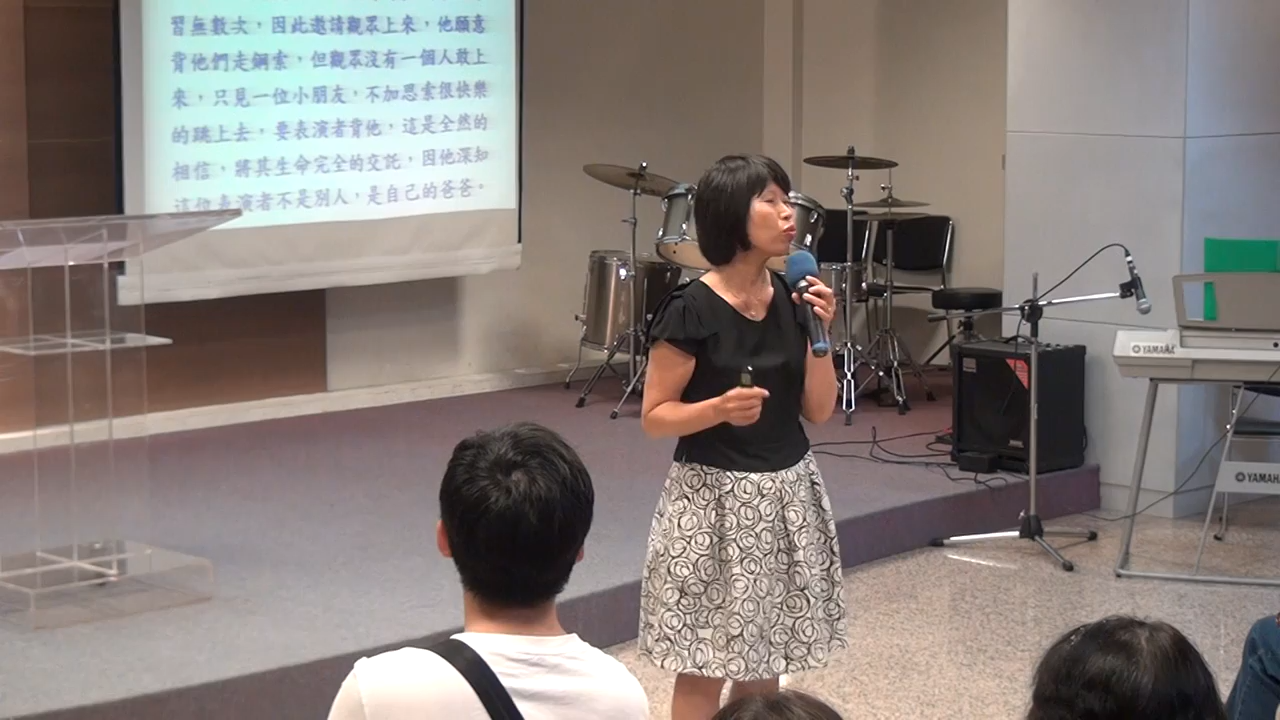 習無數次，因此邀請觀眾上來，他願意
背他們走鋼索，但觀眾沒有一個人敢上
來，只見一位小朋友，不加思索很快樂
的跳上去，要表演者背他，這是全然的
相信，將其生命完全的交託，因他深知
這位表演者不是別人，是自己的爸爸。
YAMAHA
YAMAHA